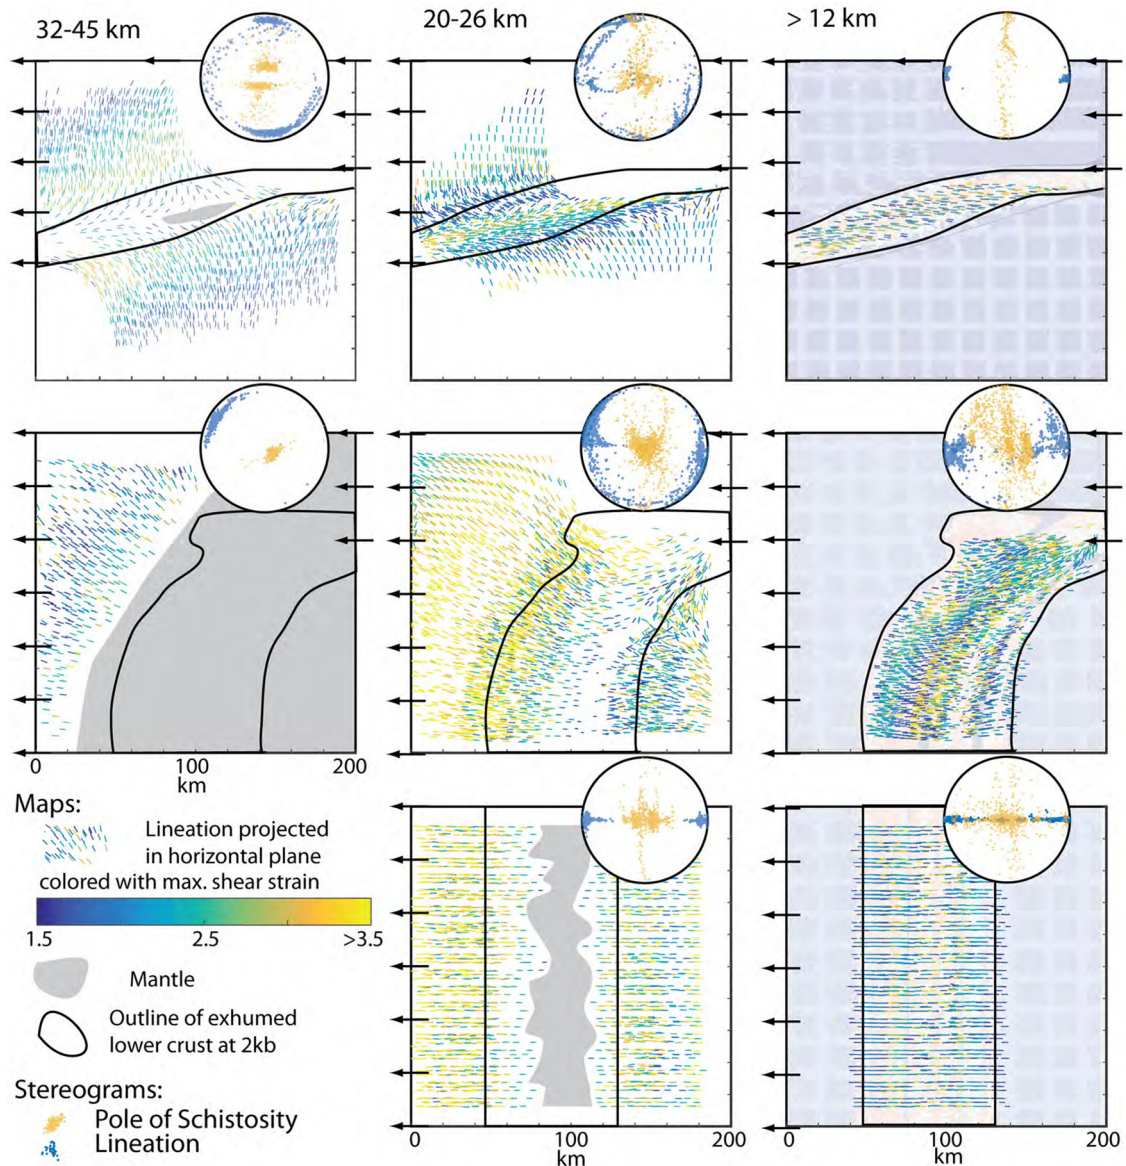 32-45 km
20-26 km
> 12 km
0
100
200
km
Maps:
Lineation projected
in horizontal plane
colored with max. shear strain
1.5
2.5
>3.5
Mantle
Outline of exhumed
lower crust at 2kb
Stereograms:
Pole of Schistosity
Lineation
0
100
200
km
0
100
200
km